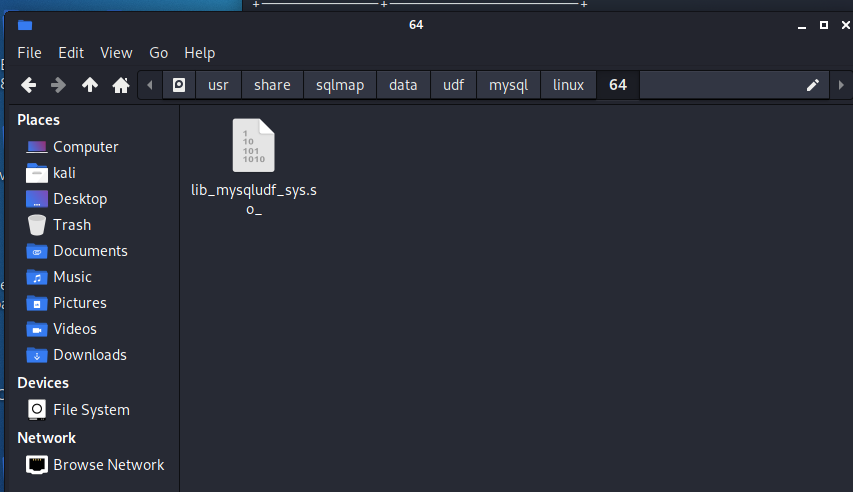 64
File Edit View Go Help
usr share sqlmap data udf mysql linux 64
Places
Computer
kali
Desktop
Trash
Documents
Music
Pictures
Videos
Downloads
Devices
File System
Network
Browse Network
1
10
101
1010
lib_mysqludf_sys.s
o_